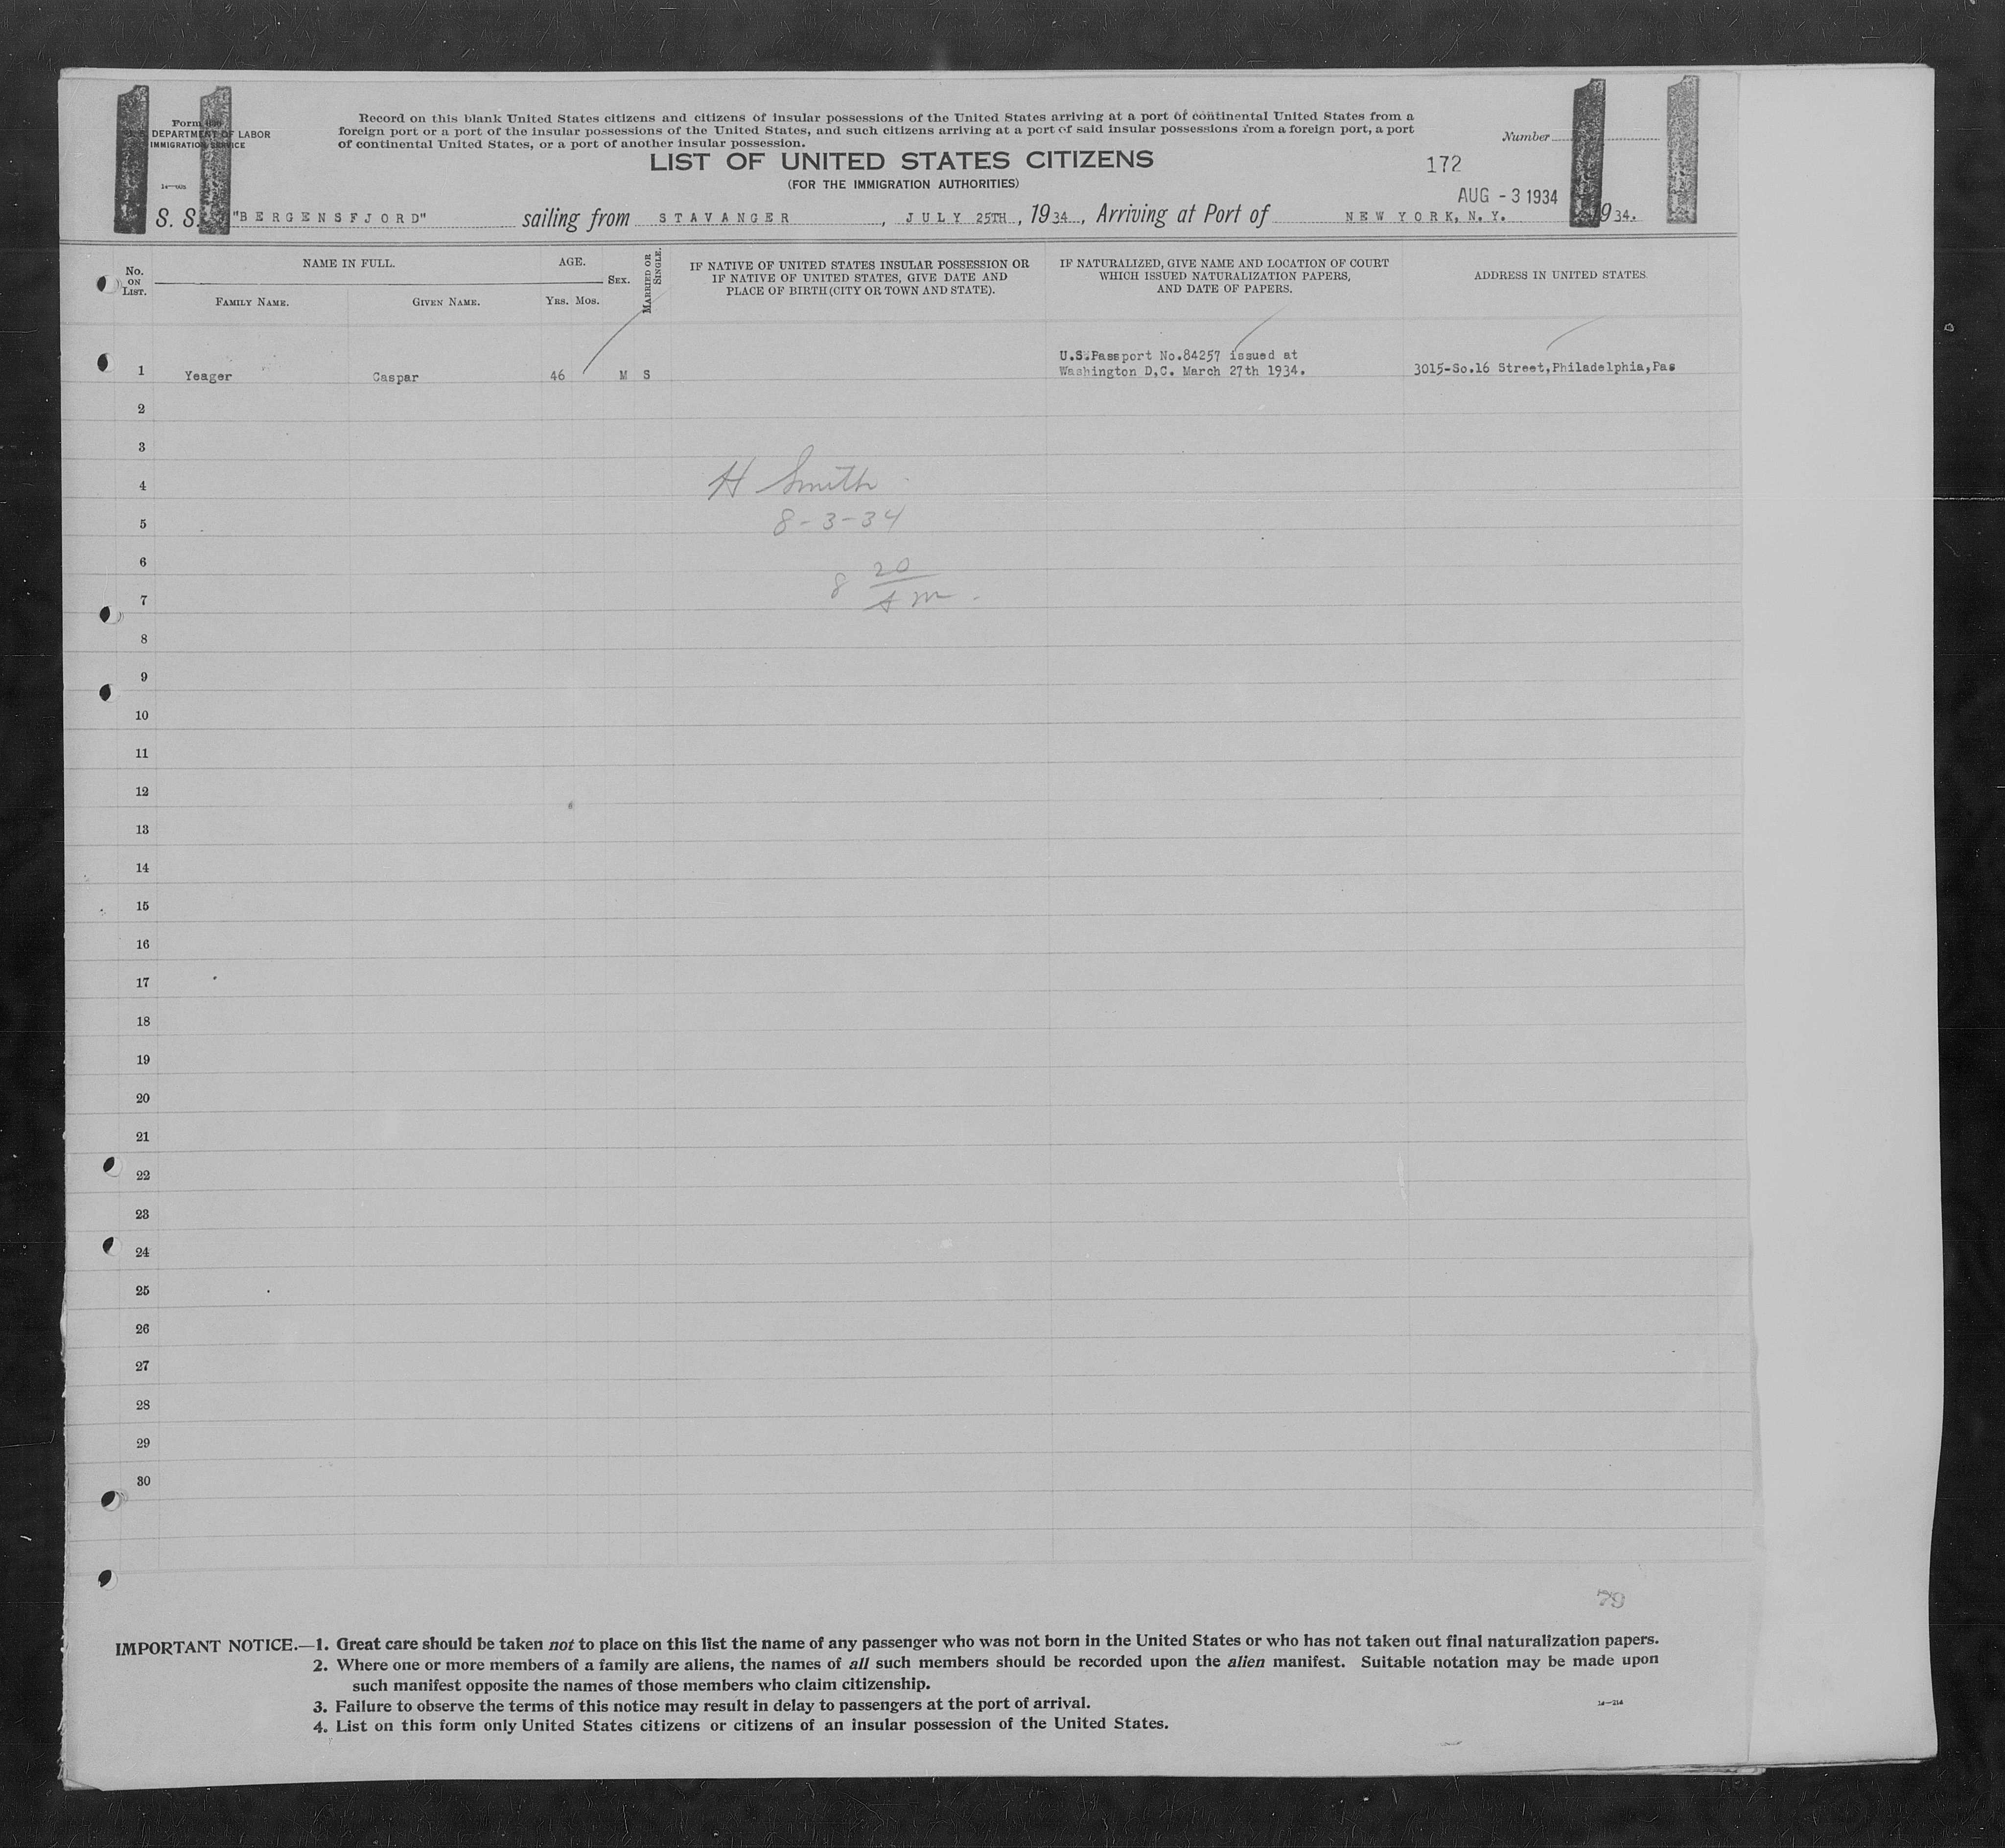 Form
DEPARTMENT OF LABOR
IMMIGRATION SERVICE
Record on this blank United States citizens and citizens of insular possessions of the United States arriving at a port of continental United States from a
foreign port or a port of the insular possessions of the United States, and such citizens arriving at a port of said insular possessions from a foreign port, a port
of continental United States, or a port of another insular possession.
Number
LIST OF UNITED STATES CITIZENS
172
(FOR THE IMMIGRATION AUTHORITIES)
AUG - 3 1934
S. S. "BERGENSFJORD" sailing from STAVANGER, JULY 25TH, 1934, Arriving at Port of NEW YORK, N. Y. 934.
No. ON LIST.
NAME IN FULL.
FAMILY NAME.
GIVEN NAME.
AGE.
YRS. MOS.
SEX.
MARRIED OR SINGLE.
IF NATIVE OF UNITED STATES INSULAR POSSESSION OR
IF NATIVE OF UNITED STATES, GIVE DATE AND
PLACE OF BIRTH (CITY OR TOWN AND STATE).
IF NATURALIZED, GIVE NAME AND LOCATION OF COURT
WHICH ISSUED NATURALIZATION PAPERS,
AND DATE OF PAPERS.
ADDRESS IN UNITED STATES.
U.S.Passport No.84257 issued at
1 Yeager Caspar 46 M S Washington D,C. March 27th 1934. 3015-So.16 Street,Philadelphia,Pas
2
3
4
H Smith
5
8-3-34
6
20
7
8 AM
8
9
10
11
12
13
14
15
16
17
18
19
20
21
22
23
24
25
26
27
28
29
30
79
IMPORTANT NOTICE.—1. Great care should be taken not to place on this list the name of any passenger who was not born in the United States or who has not taken out final naturalization papers.
2. Where one or more members of a family are aliens, the names of all such members should be recorded upon the alien manifest. Suitable notation may be made upon
such manifest opposite the names of those members who claim citizenship.
3. Failure to observe the terms of this notice may result in delay to passengers at the port of arrival.
14—214
4. List on this form only United States citizens or citizens of an insular possession of the United States.